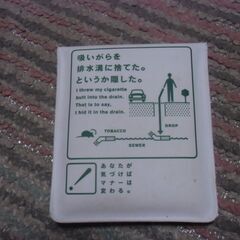 吸いがらを
排水溝に捨てた。
というか隠した。
I threw my cigarette
butt into the drain.
That is to say,
I hid it in the drain.
DROP
TOBACCO
SEWER
あなたが
気づけば
マナーは
変わる。